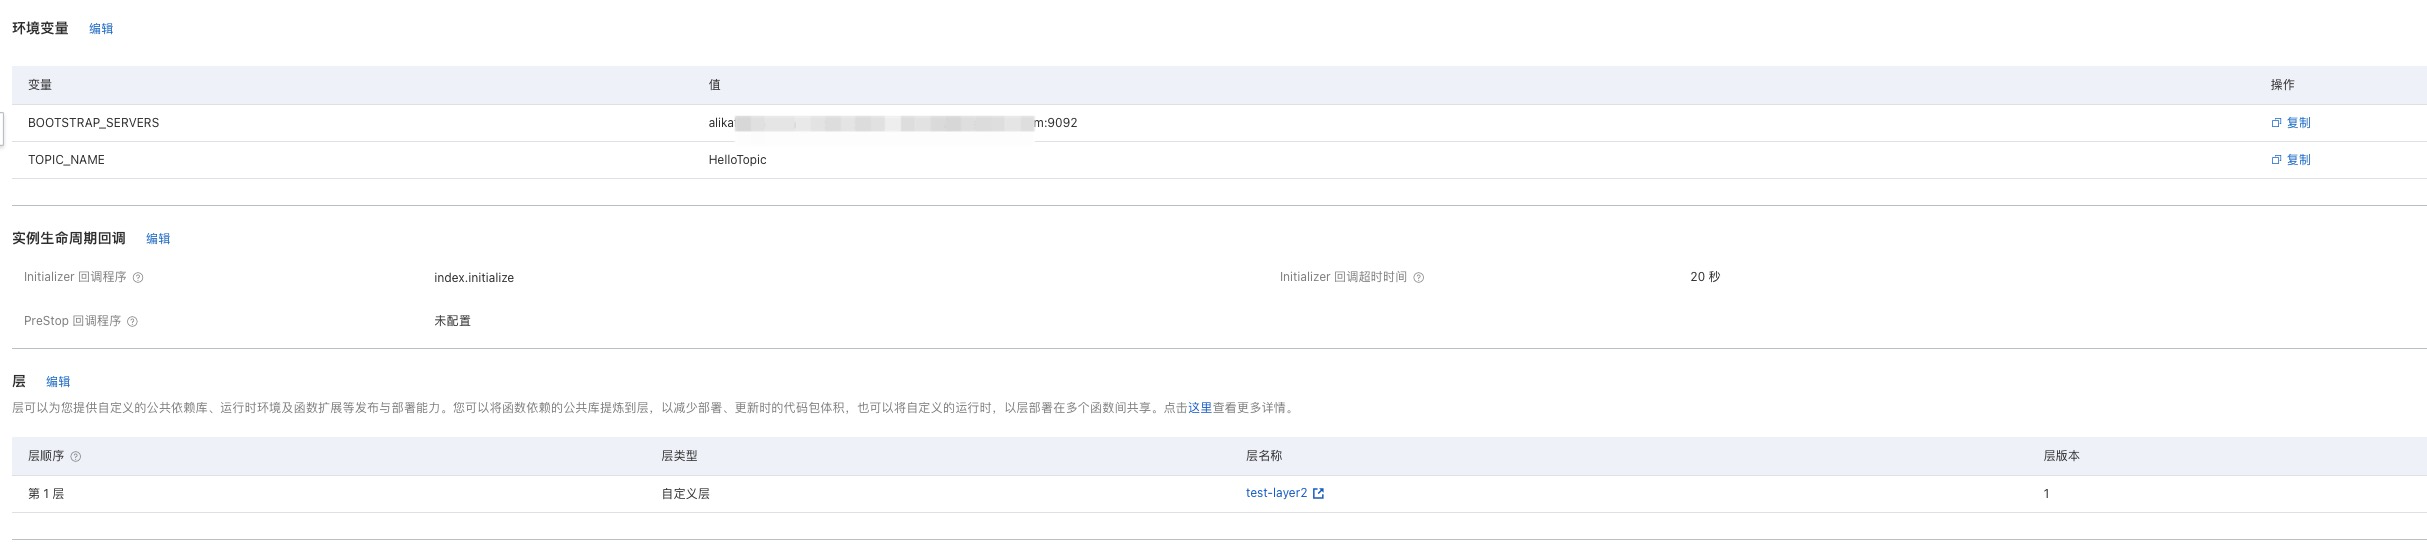 环境变量 编辑
变量 值 操作
BOOTSTRAP_SERVERS alika m:9092 复制
TOPIC_NAME HelloTopic 复制
实例生命周期回调 编辑
Initializer 回调程序 index.initialize Initializer 回调超时时间 20 秒
PreStop 回调程序 未配置
层 编辑
层可以为您提供自定义的公共依赖库、运行时环境及函数扩展等发布与部署能力。您可以将函数依赖的公共库提炼到层，以减少部署、更新时的代码包体积，也可以将自定义的运行时，以层部署在多个函数间共享。点击这里查看更多详情。
层顺序 层类型 层名称 层版本
第 1 层 自定义层 test-layer2 1